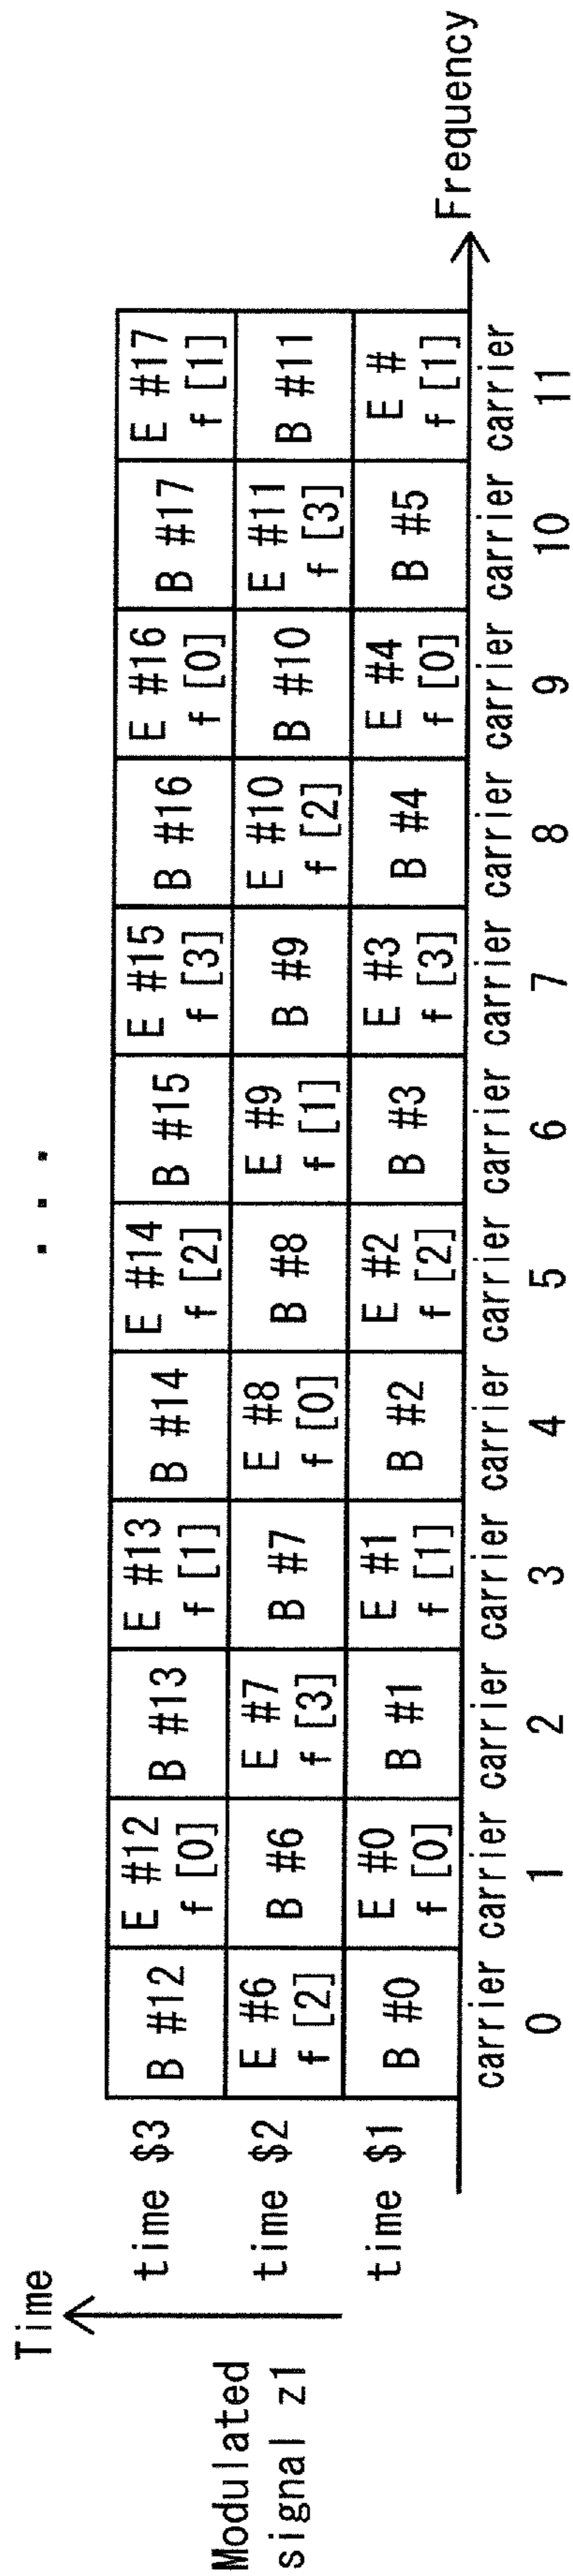 Time
. . .
Modulated
signal z1
time $3
B #12
E #12
f [0]
B #13
E #13
f [1]
B #14
E #14
f [2]
B #15
E #15
f [3]
B #16
E #16
f [0]
B #17
E #17
f [1]
time $2
E #6
f [2]
B #6
E #7
f [3]
B #7
E #8
f [0]
B #8
E #9
f [1]
B #9
E #10
f [2]
B #10
E #11
f [3]
B #11
time $1
B #0
E #0
f [0]
B #1
E #1
f [1]
B #2
E #2
f [2]
B #3
E #3
f [3]
B #4
E #4
f [0]
B #5
E #
f [1]
Frequency
carrier carrier carrier carrier carrier carrier carrier carrier carrier carrier carrier carrier
0 1 2 3 4 5 6 7 8 9 10 11